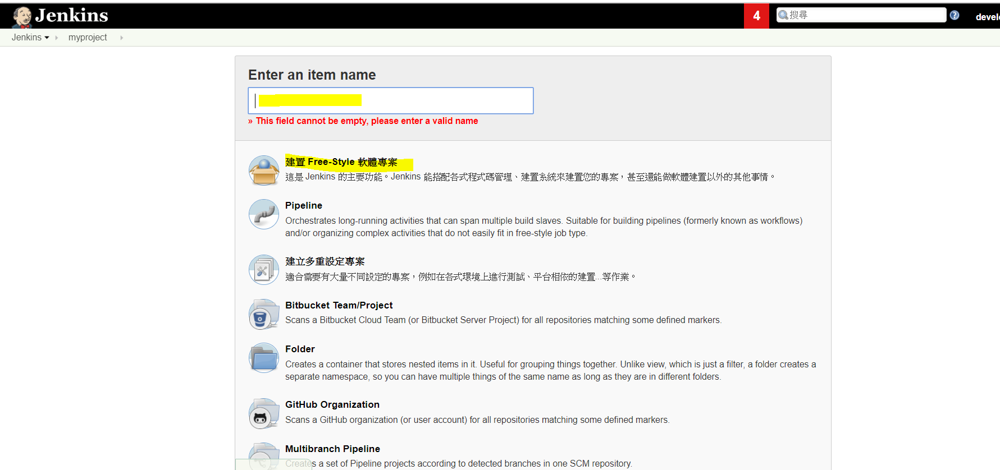 Jenkins
4
搜尋
?
devel
Jenkins
myproject
Enter an item name
» This field cannot be empty, please enter a valid name
建置 Free-Style 軟體專案
這是 Jenkins 的主要功能。Jenkins 能搭配各式程式碼管理、建置系統來建置您的專案，甚至還能做軟體建置以外的其他事情。
Pipeline
Orchestrates long-running activities that can span multiple build slaves. Suitable for building pipelines (formerly known as workflows)
and/or organizing complex activities that do not easily fit in free-style job type.
建立多重設定專案
適合需要有大量不同設定的專案，例如在各式環境上進行測試、平台相依的建置...等作業。
Bitbucket Team/Project
Scans a Bitbucket Cloud Team (or Bitbucket Server Project) for all repositories matching some defined markers.
Folder
Creates a container that stores nested items in it. Useful for grouping things together. Unlike view, which is just a filter, a folder creates a
separate namespace, so you can have multiple things of the same name as long as they are in different folders.
GitHub Organization
Scans a GitHub organization (or user account) for all repositories matching some defined markers.
Multibranch Pipeline
Creates a set of Pipeline projects according to detected branches in one SCM repository.